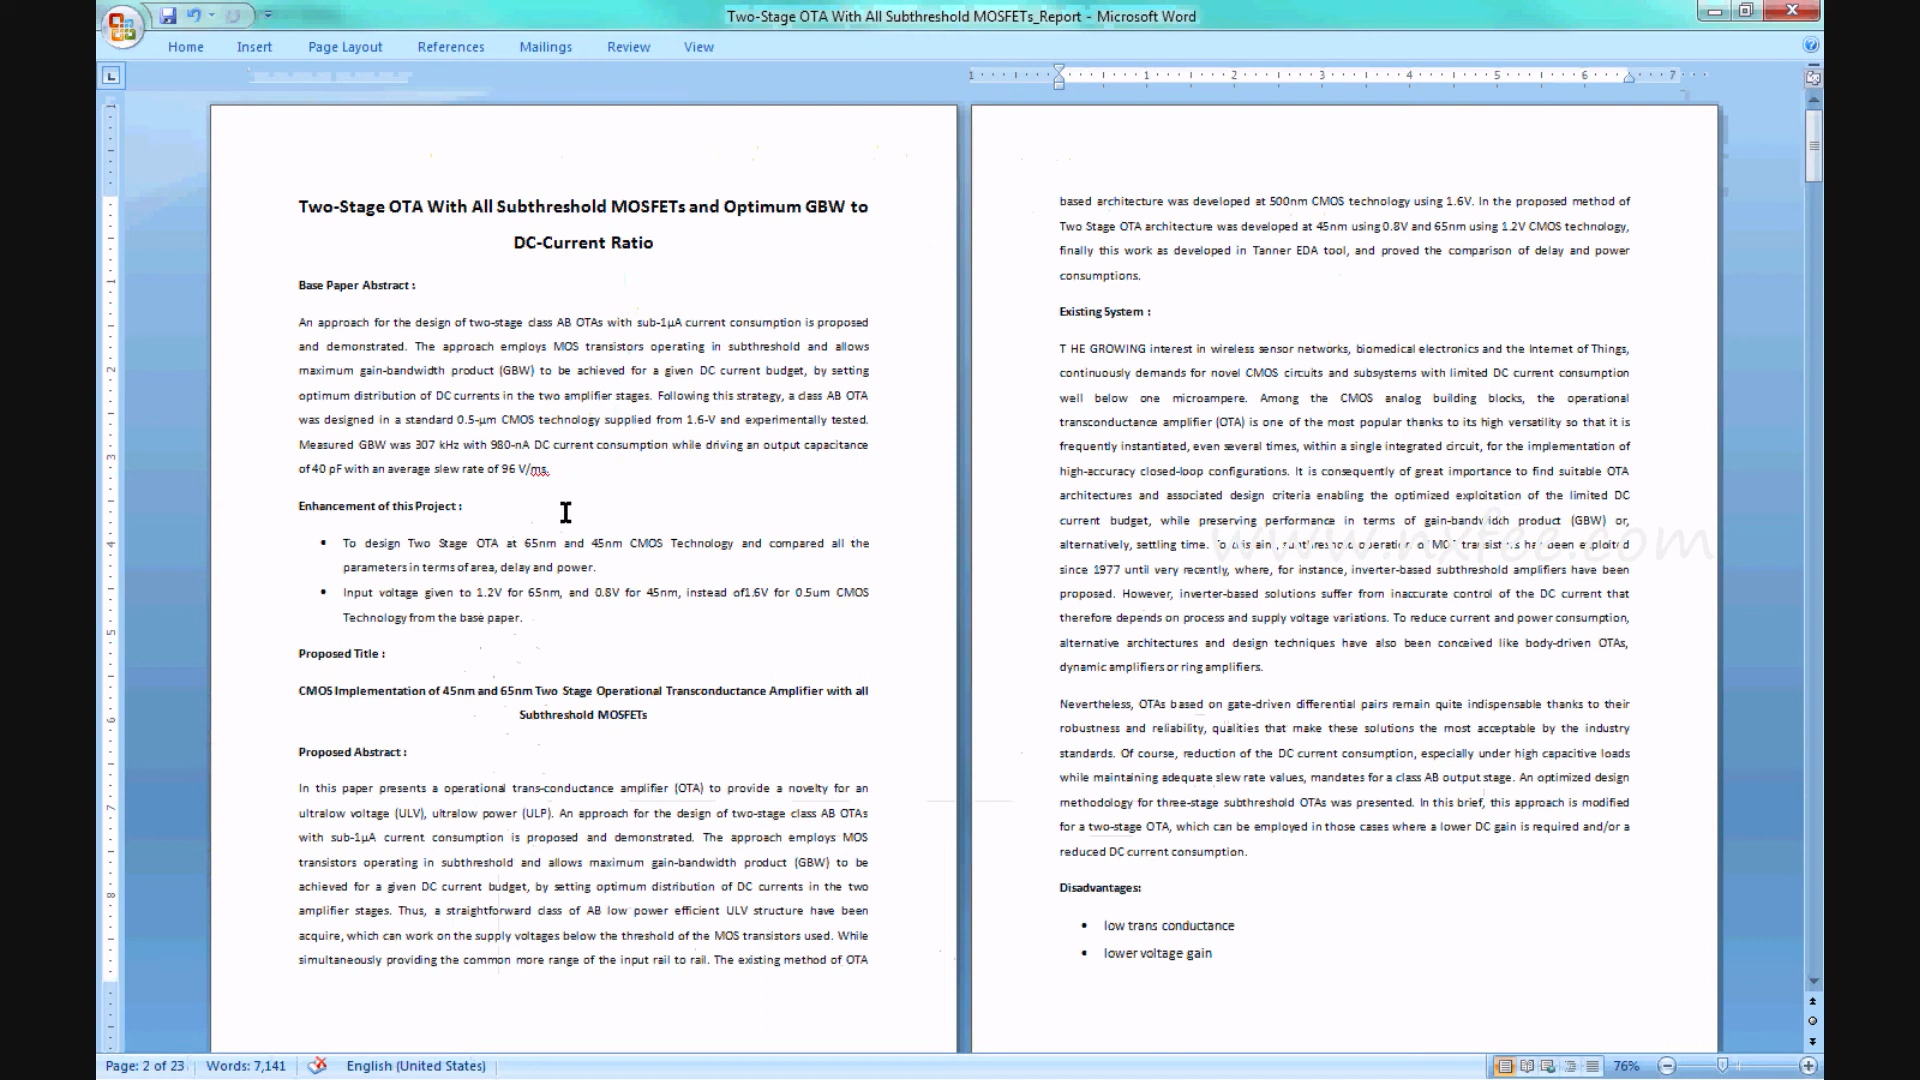 Two-Stage OTA With All Subthreshold MOSFETs_Report - Microsoft Word
Home Insert Page Layout References Mailings Review View
1 1 2 3 4 5 6 7
Two-Stage OTA With All Subthreshold MOSFETs and Optimum GBW to
DC-Current Ratio
Base Paper Abstract :
An approach for the design of two-stage class AB OTAs with sub-1μA current consumption is proposed
and demonstrated. The approach employs MOS transistors operating in subthreshold and allows
maximum gain-bandwidth product (GBW) to be achieved for a given DC current budget, by setting
optimum distribution of DC currents in the two amplifier stages. Following this strategy, a class AB OTA
was designed in a standard 0.5-μm CMOS technology supplied from 1.6-V and experimentally tested.
Measured GBW was 307 kHz with 980-nA DC current consumption while driving an output capacitance
of 40 pF with an average slew rate of 96 V/ms.
Enhancement of this Project :
• To design Two Stage OTA at 65nm and 45nm CMOS Technology and compared all the
parameters in terms of area, delay and power.
• Input voltage given to 1.2V for 65nm, and 0.8V for 45nm, instead of1.6V for 0.5um CMOS
Technology from the base paper.
Proposed Title :
CMOS Implementation of 45nm and 65nm Two Stage Operational Transconductance Amplifier with all
Subthreshold MOSFETs
Proposed Abstract :
In this paper presents a operational trans-conductance amplifier (OTA) to provide a novelty for an
ultralow voltage (ULV), ultralow power (ULP). An approach for the design of two-stage class AB OTAs
with sub-1μA current consumption is proposed and demonstrated. The approach employs MOS
transistors operating in subthreshold and allows maximum gain-bandwidth product (GBW) to be
achieved for a given DC current budget, by setting optimum distribution of DC currents in the two
amplifier stages. Thus, a straightforward class of AB low power efficient ULV structure have been
acquire, which can work on the supply voltages below the threshold of the MOS transistors used. While
simultaneously providing the common more range of the input rail to rail. The existing method of OTA
based architecture was developed at 500nm CMOS technology using 1.6V. In the proposed method of
Two Stage OTA architecture was developed at 45nm using 0.8V and 65nm using 1.2V CMOS technology,
finally this work as developed in Tanner EDA tool, and proved the comparison of delay and power
consumptions.
Existing System :
T HE GROWING interest in wireless sensor networks, biomedical electronics and the Internet of Things,
continuously demands for novel CMOS circuits and subsystems with limited DC current consumption
well below one microampere. Among the CMOS analog building blocks, the operational
transconductance amplifier (OTA) is one of the most popular thanks to its high versatility so that it is
frequently instantiated, even several times, within a single integrated circuit, for the implementation of
high-accuracy closed-loop configurations. It is consequently of great importance to find suitable OTA
architectures and associated design criteria enabling the optimized exploitation of the limited DC
current budget, while preserving performance in terms of gain-bandwidth product (GBW) or,
alternatively, settling time. To this aim, subthreshold operation of MOS transistors has been exploited
since 1977 until very recently, where, for instance, inverter-based subthreshold amplifiers have been
proposed. However, inverter-based solutions suffer from inaccurate control of the DC current that
therefore depends on process and supply voltage variations. To reduce current and power consumption,
alternative architectures and design techniques have also been conceived like body-driven OTAs,
dynamic amplifiers or ring amplifiers.
Nevertheless, OTAs based on gate-driven differential pairs remain quite indispensable thanks to their
robustness and reliability, qualities that make these solutions the most acceptable by the industry
standards. Of course, reduction of the DC current consumption, especially under high capacitive loads
while maintaining adequate slew rate values, mandates for a class AB output stage. An optimized design
methodology for three-stage subthreshold OTAs was presented. In this brief, this approach is modified
for a two-stage OTA, which can be employed in those cases where a lower DC gain is required and/or a
reduced DC current consumption.
Disadvantages:
• low trans conductance
• lower voltage gain
www.nxfee.com
Page: 2 of 23 Words: 7,141 English (United States) 76%